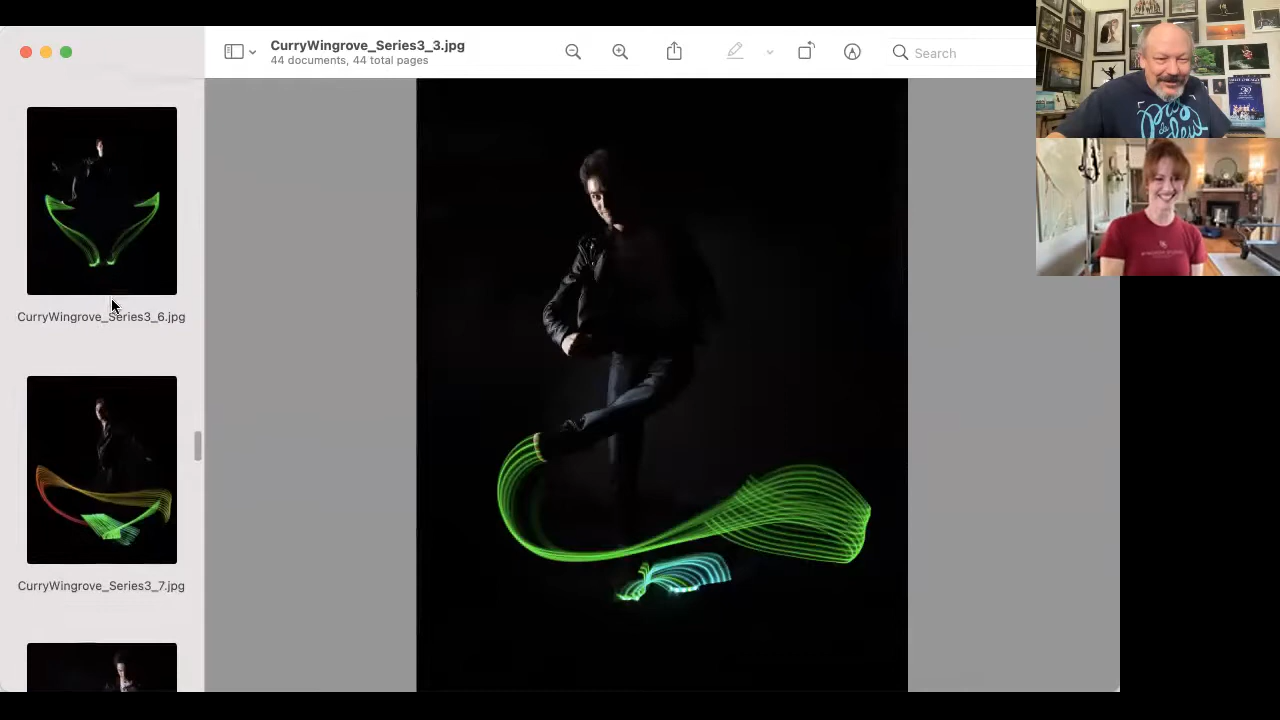 CurryWingrove_Series3_3.jpg
44 documents, 44 total pages
Search
CurryWingrove_Series3_6.jpg
CurryWingrove_Series3_7.jpg